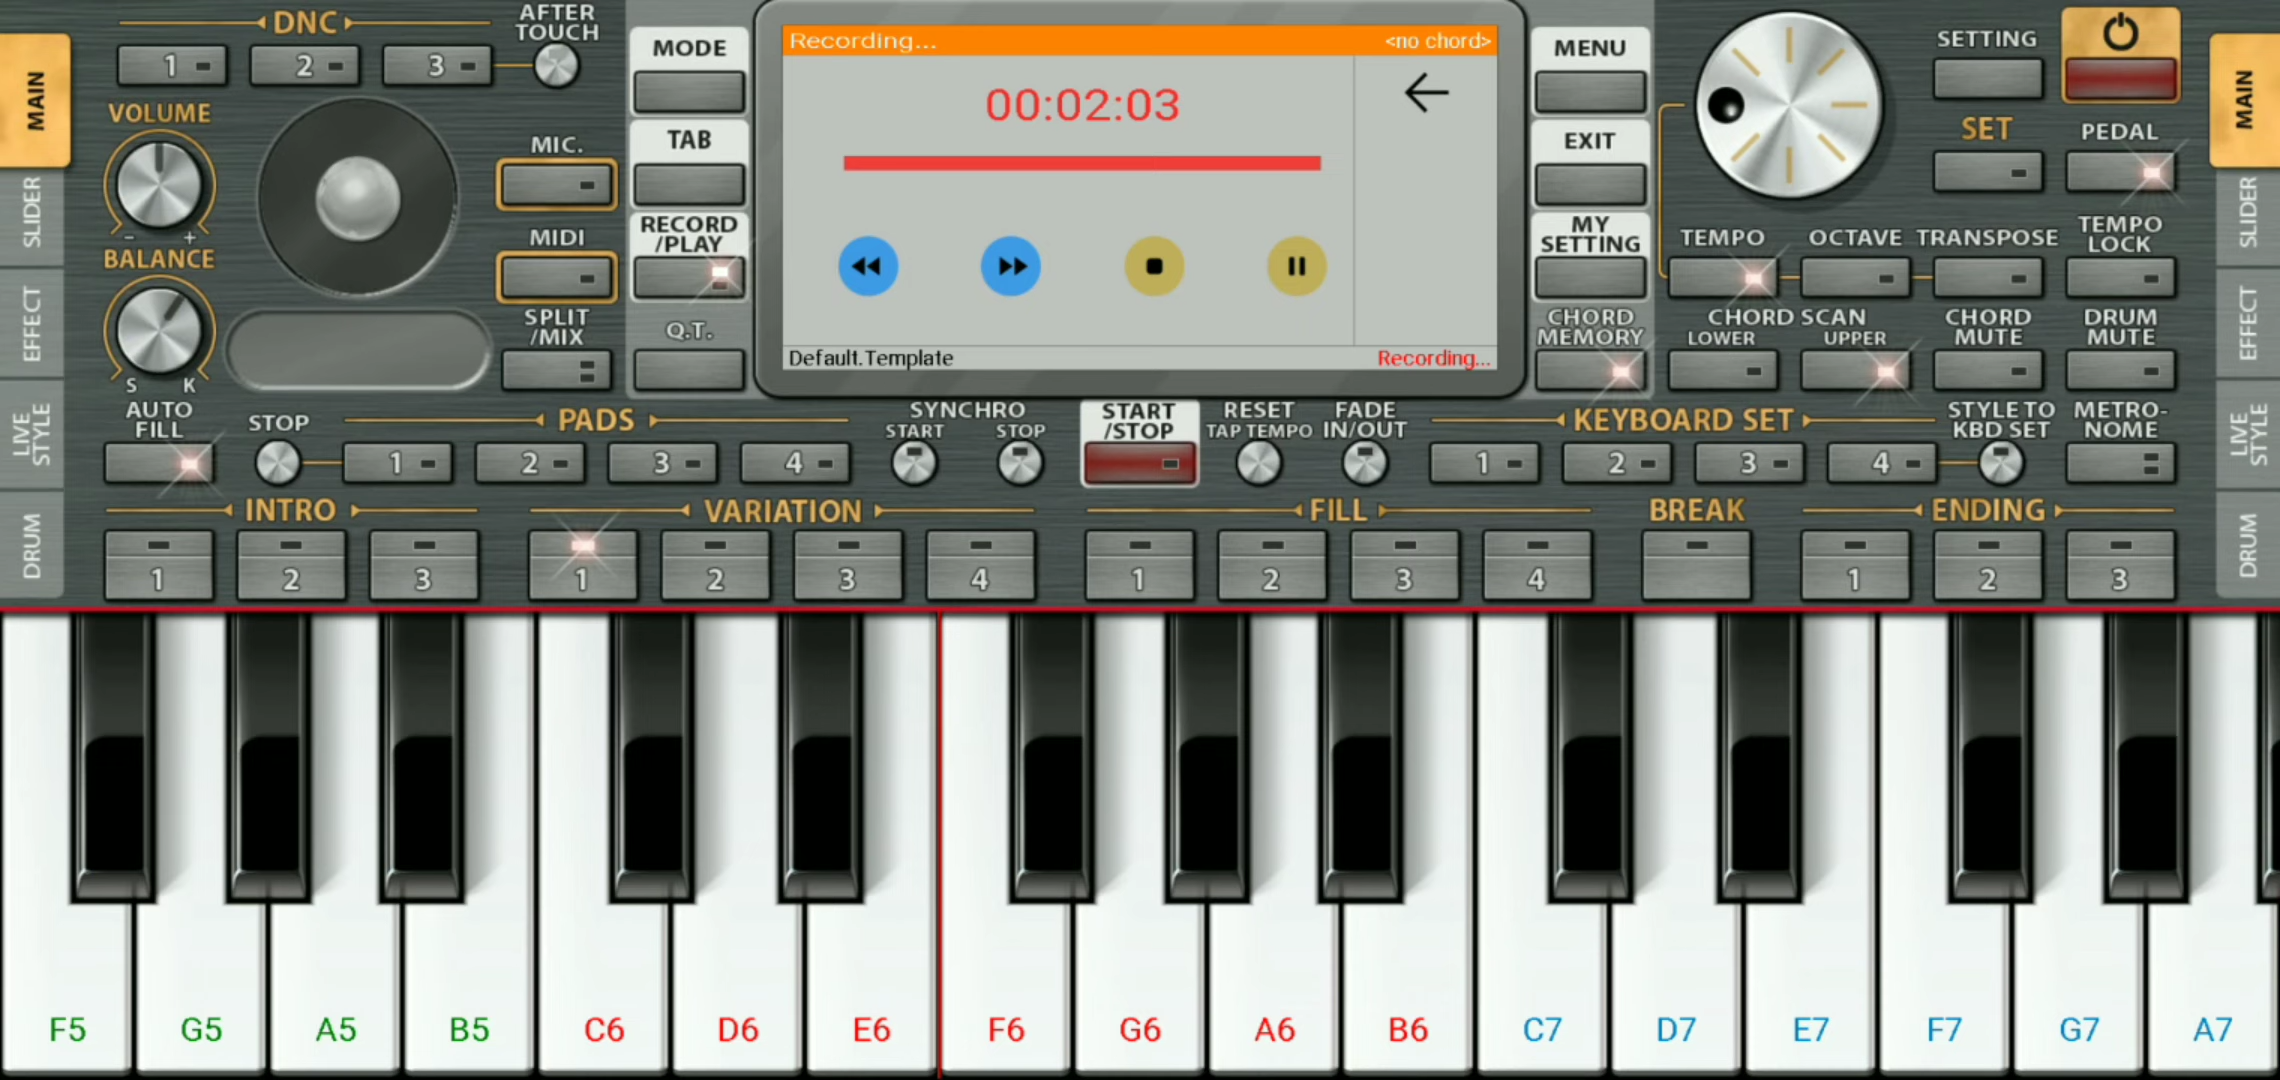 DNC
AFTER
TOUCH
1
2
3
VOLUME
- +
BALANCE
S K
MIC.
MIDI
SPLIT
/MIX
MAIN
SLIDER
EFFECT
LIVE
STYLE
DRUM
MODE
TAB
RECORD
/PLAY
Q.T.
Recording... <no chord>
00:02:03
Default.Template Recording...
MENU
EXIT
MY
SETTING
CHORD
MEMORY
SETTING
SET
PEDAL
TEMPO OCTAVE TRANSPOSE
TEMPO
LOCK
CHORD SCAN
LOWER UPPER
CHORD
MUTE
DRUM
MUTE
MAIN
SLIDER
EFFECT
LIVE
STYLE
DRUM
AUTO
FILL
STOP
PADS
1 2 3 4
SYNCHRO
START STOP
START
/STOP
RESET
TAP TEMPO
FADE
IN/OUT
KEYBOARD SET
1 2 3 4
STYLE TO
KBD SET
METRO-
NOME
INTRO
1 2 3
VARIATION
1 2 3 4
FILL
1 2 3 4
BREAK
ENDING
1 2 3
F5 G5 A5 B5 C6 D6 E6 F6 G6 A6 B6 C7 D7 E7 F7 G7 A7